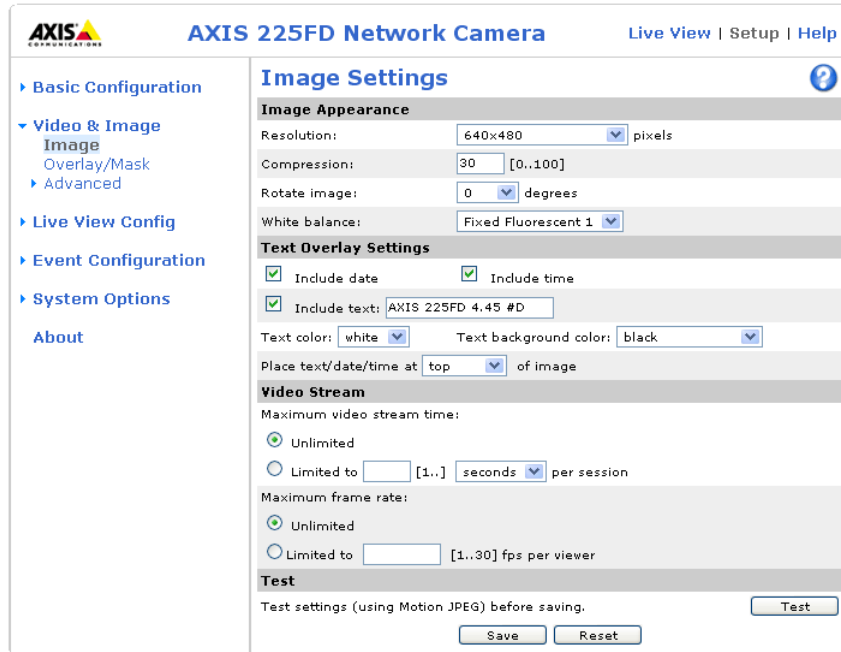 AXIS
COMMUNICATIONS
AXIS 225FD Network Camera
Live View | Setup | Help
Basic Configuration
Video & Image
Image
Overlay/Mask
Advanced
Live View Config
Event Configuration
System Options
About
Image Settings
?
Image Appearance
Resolution: 640x480 pixels
Compression: 30 [0..100]
Rotate image: 0 degrees
White balance: Fixed Fluorescent 1
Text Overlay Settings
Include date Include time
Include text: AXIS 225FD 4.45 #D
Text color: white Text background color: black
Place text/date/time at top of image
Video Stream
Maximum video stream time:
Unlimited
Limited to [1..] seconds per session
Maximum frame rate:
Unlimited
Limited to [1..30] fps per viewer
Test
Test settings (using Motion JPEG) before saving. Test
Save Reset